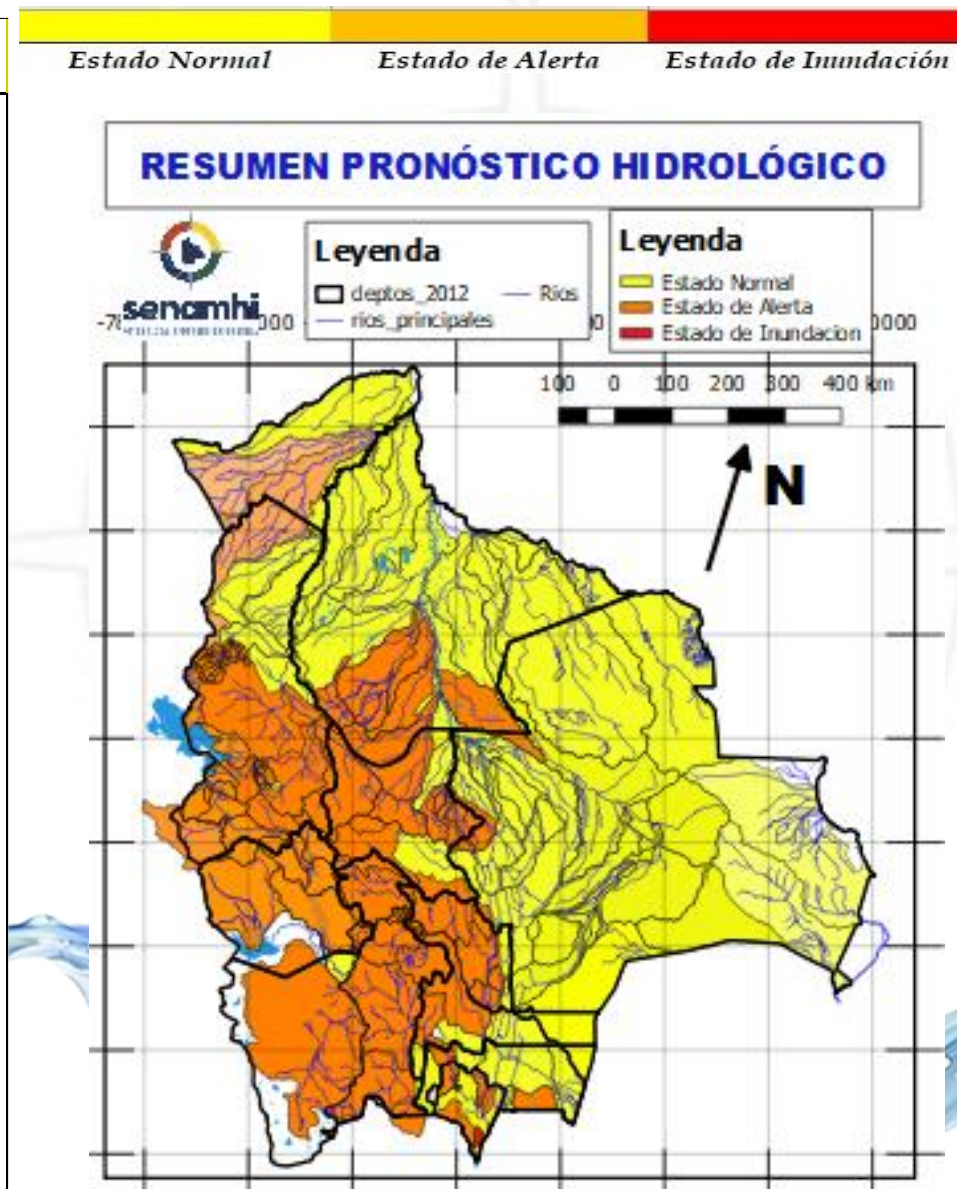 Estado Normal Estado de Alerta Estado de Inundación
RESUMEN PRONÓSTICO HIDROLÓGICO
senamhi
Leyenda
deptos_2012 Rios
rios_principales
Leyenda
Estado Normal
Estado de Alerta
Estado de Inundacion
100 0 100 200 300 400 km
N